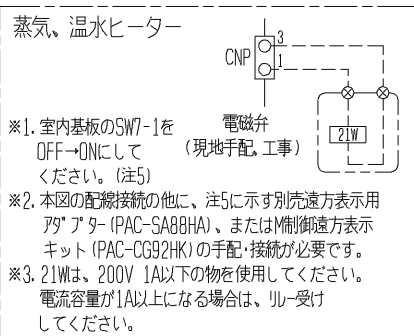 蒸気、温水ヒーター
3
CNP
1
電磁弁
(現地手配、工事)
21W
※1. 室内基板のSW7-1を
OFF→ONにして
ください。(注5)
※2. 本図の配線接続の他に、注5に示す別売遠方表示用
アダプター(PAC-SA88HA)、またはM制御遠方表示
キット(PAC-CG92HK)の手配・接続が必要です。
※3. 21Wは、200V 1A以下の物を使用してください。
電流容量が1A以上になる場合は、リレー受け
してください。